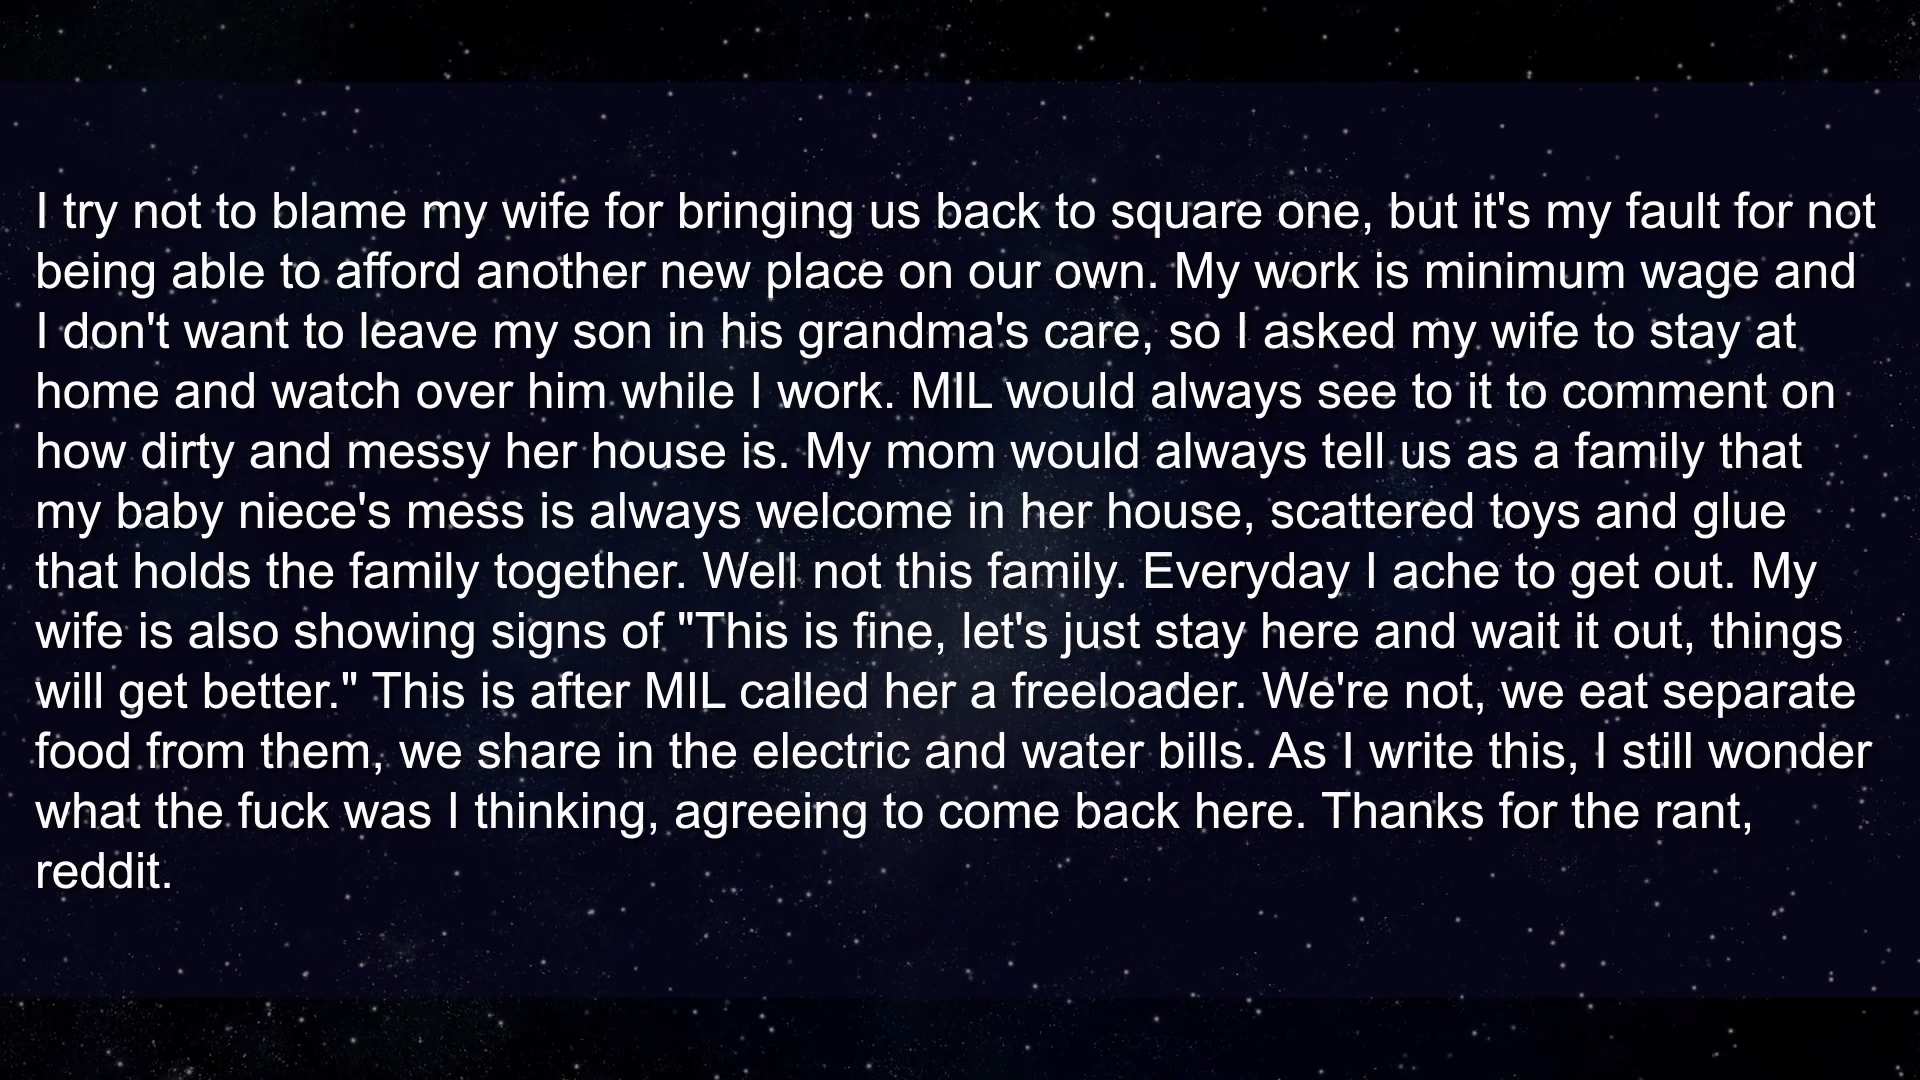 I try not to blame my wife for bringing us back to square one, but it's my fault for not
being able to afford another new place on our own. My work is minimum wage and
I don't want to leave my son in his grandma's care, so I asked my wife to stay at
home and watch over him while I work. MIL would always see to it to comment on
how dirty and messy her house is. My mom would always tell us as a family that
my baby niece's mess is always welcome in her house, scattered toys and glue
that holds the family together. Well not this family. Everyday I ache to get out. My
wife is also showing signs of "This is fine, let's just stay here and wait it out, things
will get better." This is after MIL called her a freeloader. We're not, we eat separate
food from them, we share in the electric and water bills. As I write this, I still wonder
what the fuck was I thinking, agreeing to come back here. Thanks for the rant,
reddit.